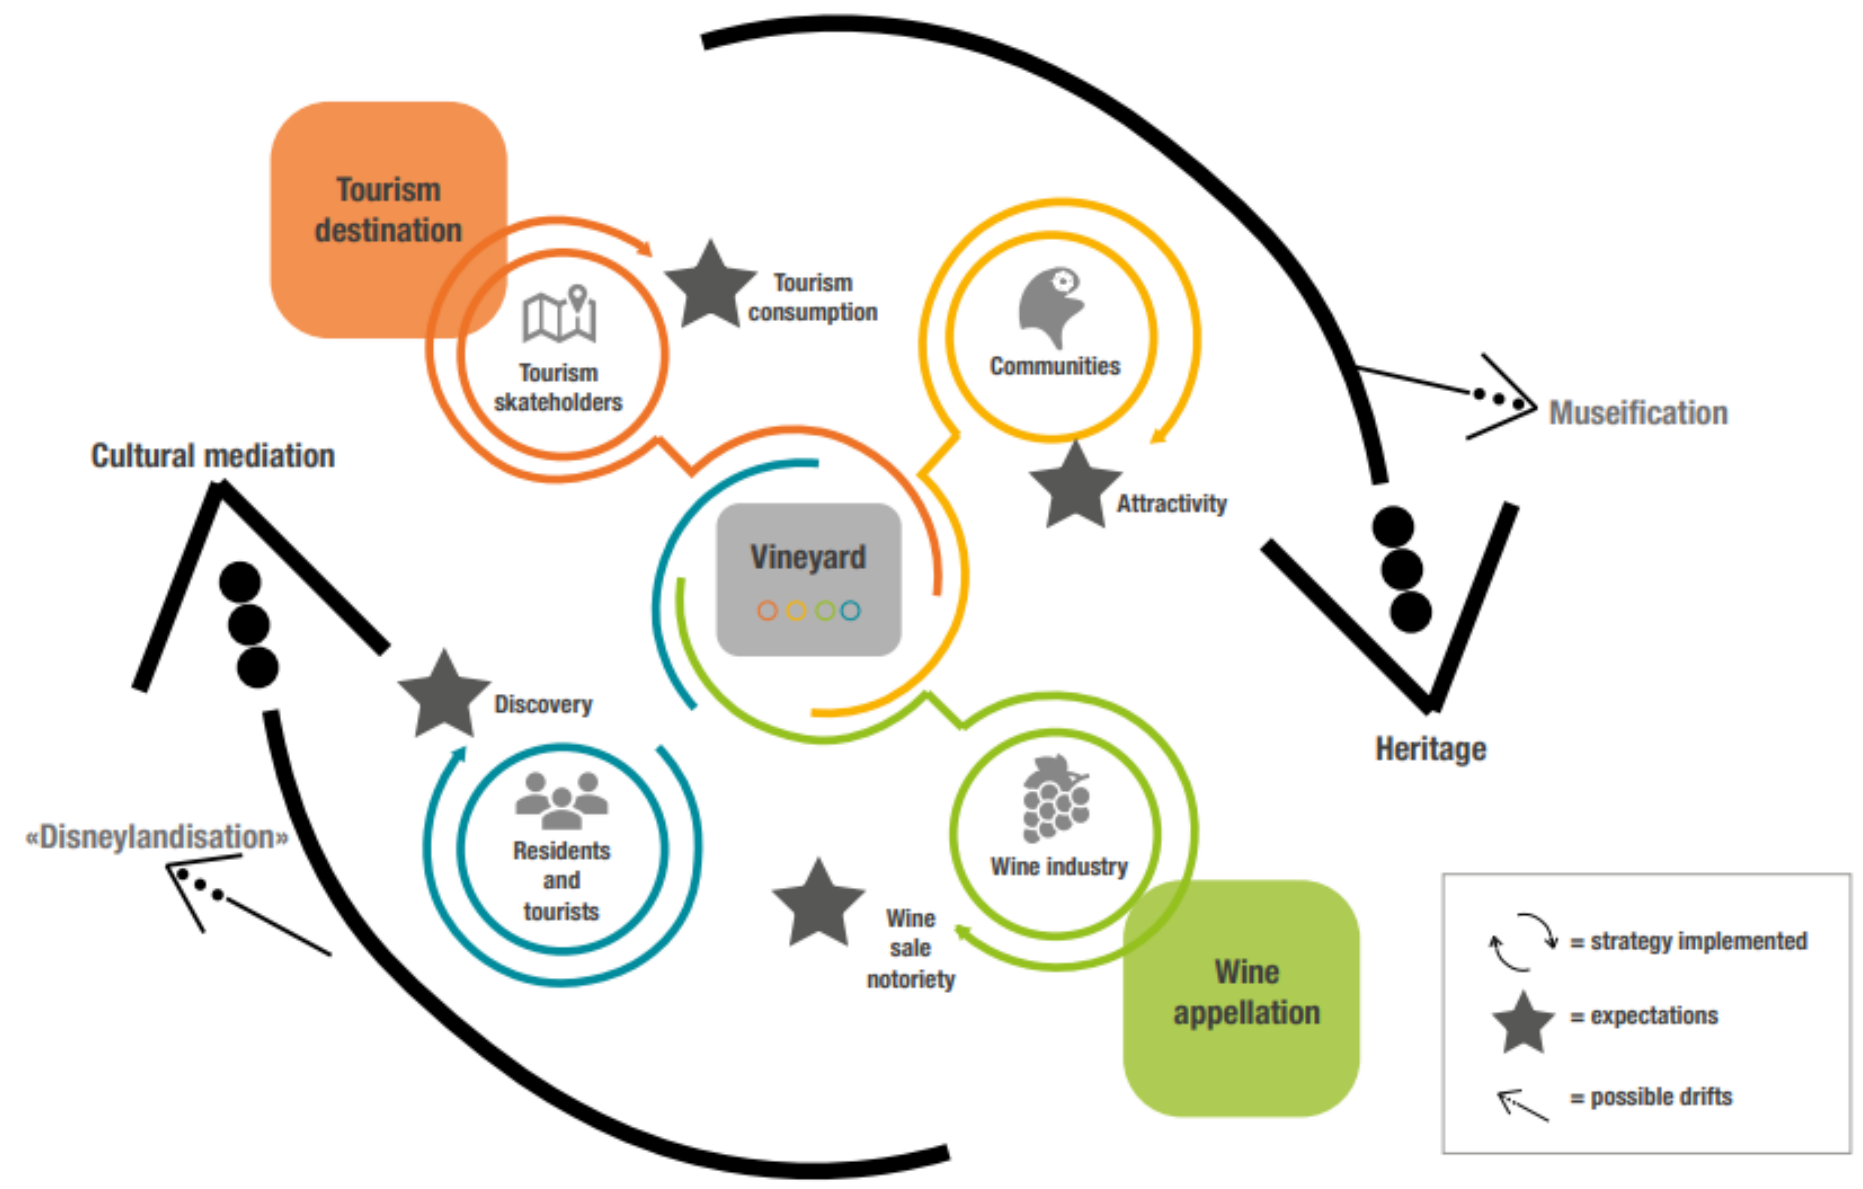 Tourism
destination
Tourism
consumption
Tourism
skateholders
Communities
Attractivity
Museification
Cultural mediation
Vineyard
Discovery
Heritage
«Disneylandisation»
Residents
and
tourists
Wine
sale
notoriety
Wine industry
Wine
appellation
= strategy implemented
= expectations
= possible drifts